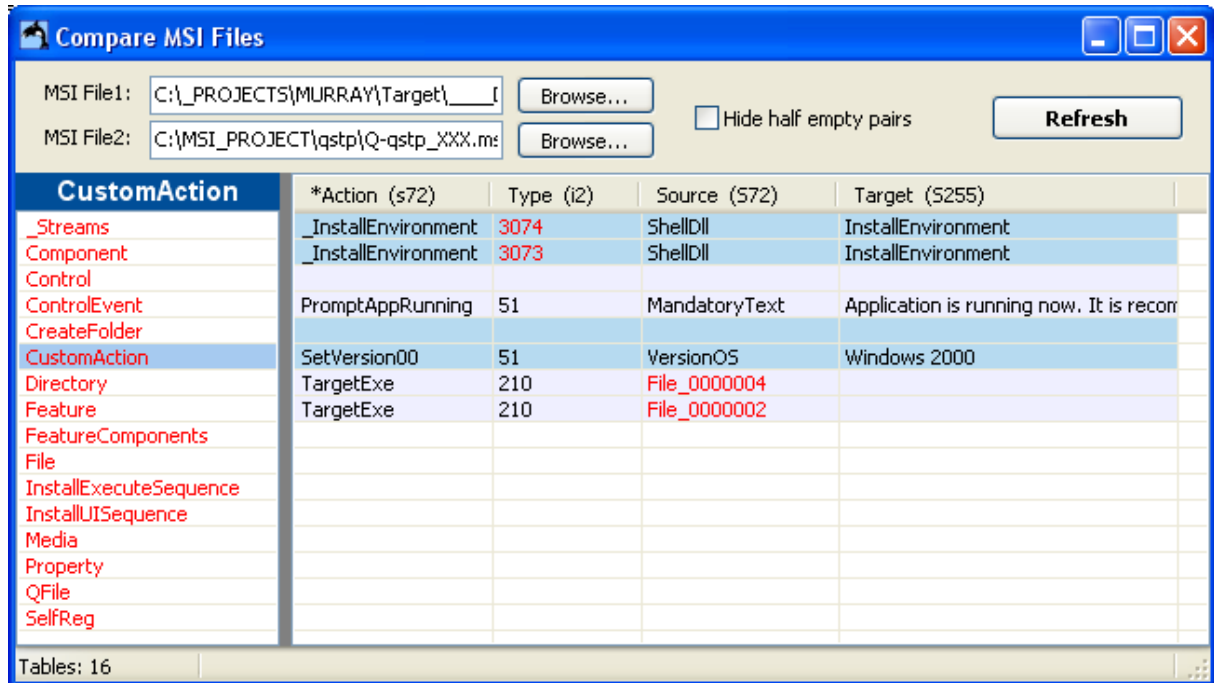 Compare MSI Files
MSI File1: C:\_PROJECTS\MURRAY\Target\____[ Browse...
Hide half empty pairs Refresh
MSI File2: C:\MSI_PROJECT\qstp\Q-qstp_XXX.ms Browse...
CustomAction *Action (s72) Type (i2) Source (S72) Target (S255)
_Streams _InstallEnvironment 3074 ShellDll InstallEnvironment
Component _InstallEnvironment 3073 ShellDll InstallEnvironment
Control
ControlEvent PromptAppRunning 51 MandatoryText Application is running now. It is recom
CreateFolder
CustomAction SetVersion00 51 VersionOS Windows 2000
Directory TargetExe 210 File_0000004
Feature TargetExe 210 File_0000002
FeatureComponents
File
InstallExecuteSequence
InstallUISequence
Media
Property
QFile
SelfReg
Tables: 16